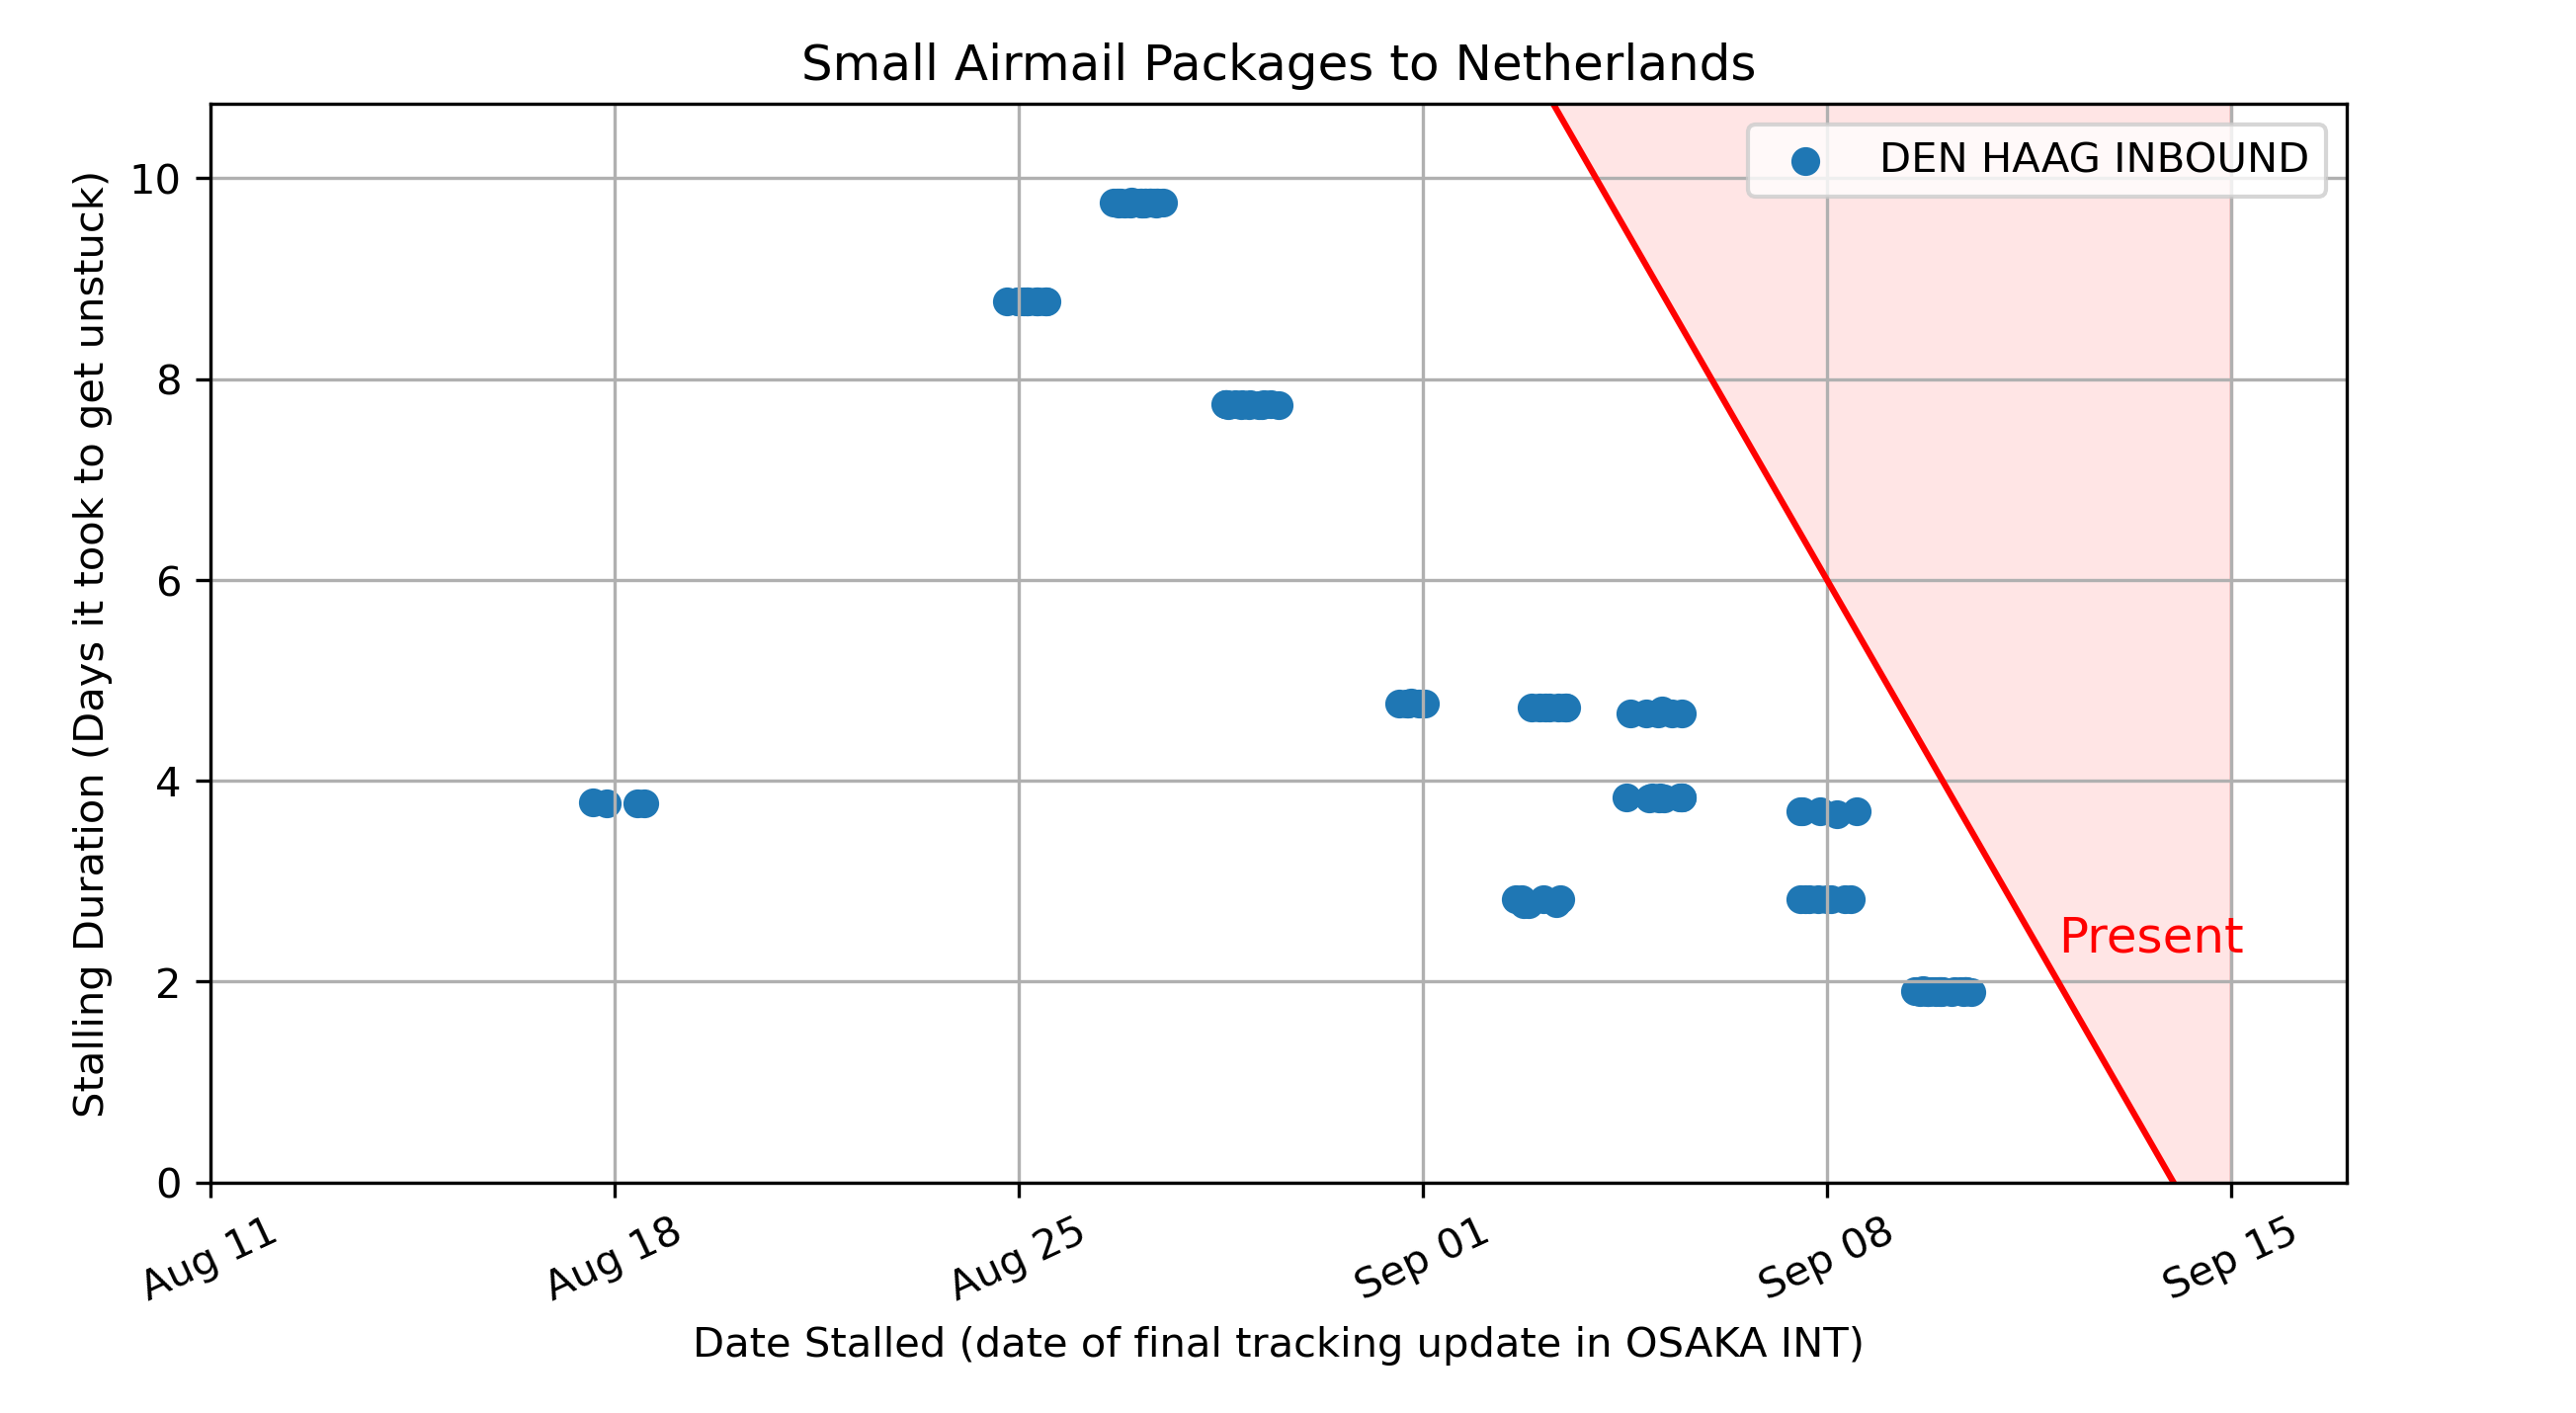 Small Airmail Packages to Netherlands
DEN HAAG INBOUND
Present
Stalling Duration (Days it took to get unstuck)
10
8
6
4
2
0
Aug 11
Aug 18
Aug 25
Sep 01
Sep 08
Sep 15
Date Stalled (date of final tracking update in OSAKA INT)